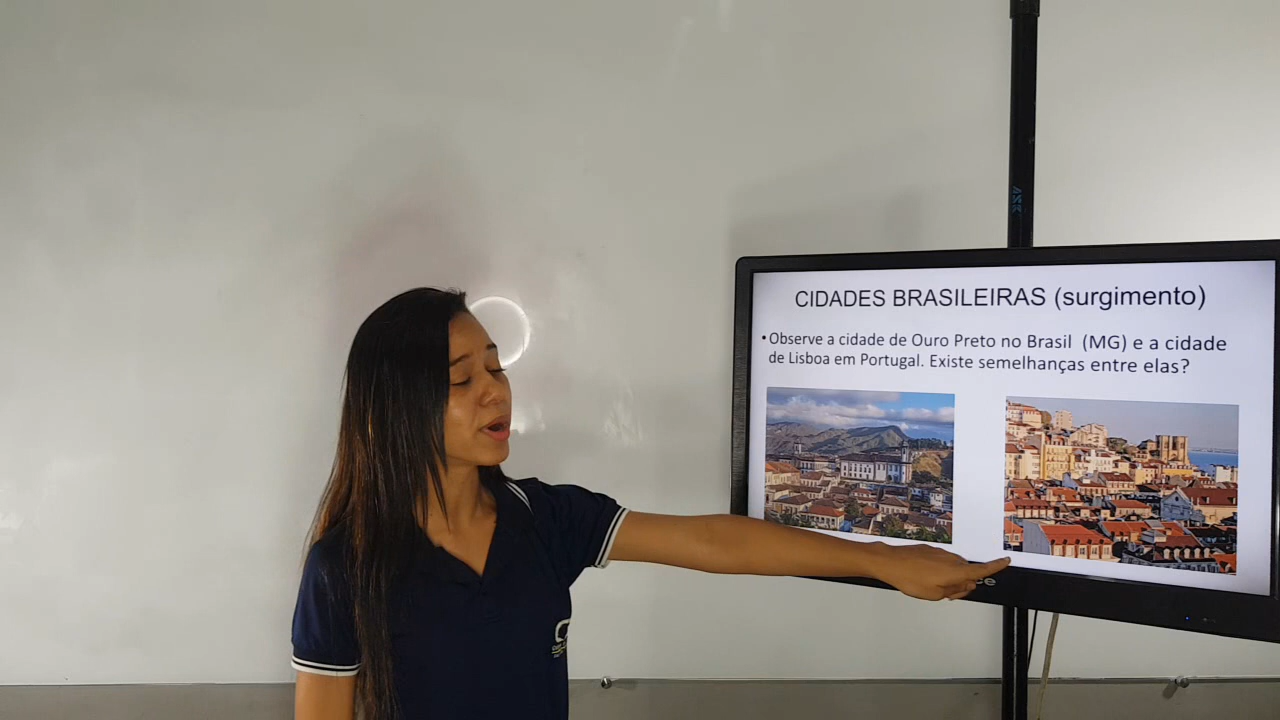 CIDADES BRASILEIRAS (surgimento)
• Observe a cidade de Ouro Preto no Brasil (MG) e a cidade
de Lisboa em Portugal. Existe semelhanças entre elas?